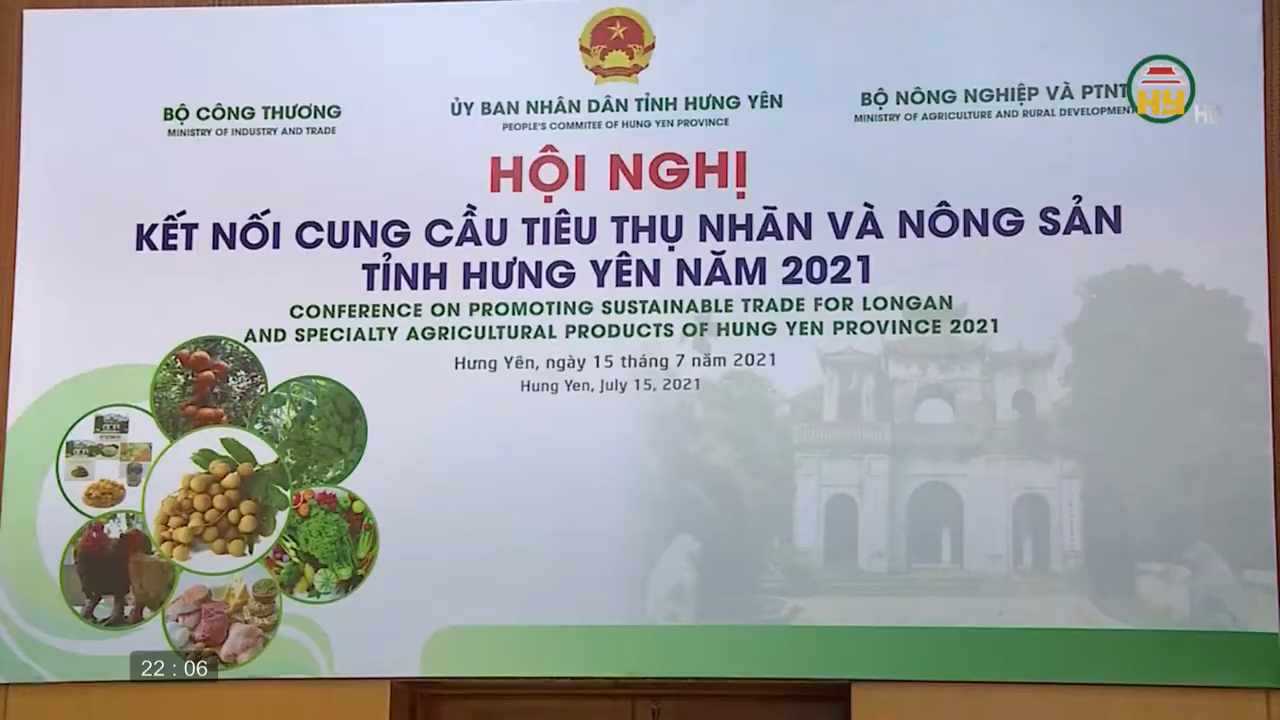 BỘ CÔNG THƯƠNG
MINISTRY OF INDUSTRY AND TRADE
ỦY BAN NHÂN DÂN TỈNH HƯNG YÊN
PEOPLE'S COMMITEE OF HUNG YEN PROVINCE
BỘ NÔNG NGHIỆP VÀ PTNT
MINISTRY OF AGRICULTURE AND RURAL DEVELOPMENT
HY
HỘI NGHỊ
KẾT NỐI CUNG CẦU TIÊU THỤ NHÃN VÀ NÔNG SẢN
TỈNH HƯNG YÊN NĂM 2021
CONFERENCE ON PROMOTING SUSTAINABLE TRADE FOR LONGAN
AND SPECIALTY AGRICULTURAL PRODUCTS OF HUNG YEN PROVINCE 2021
Hưng Yên, ngày 15 tháng 7 năm 2021
Hung Yen, July 15, 2021
22 : 06